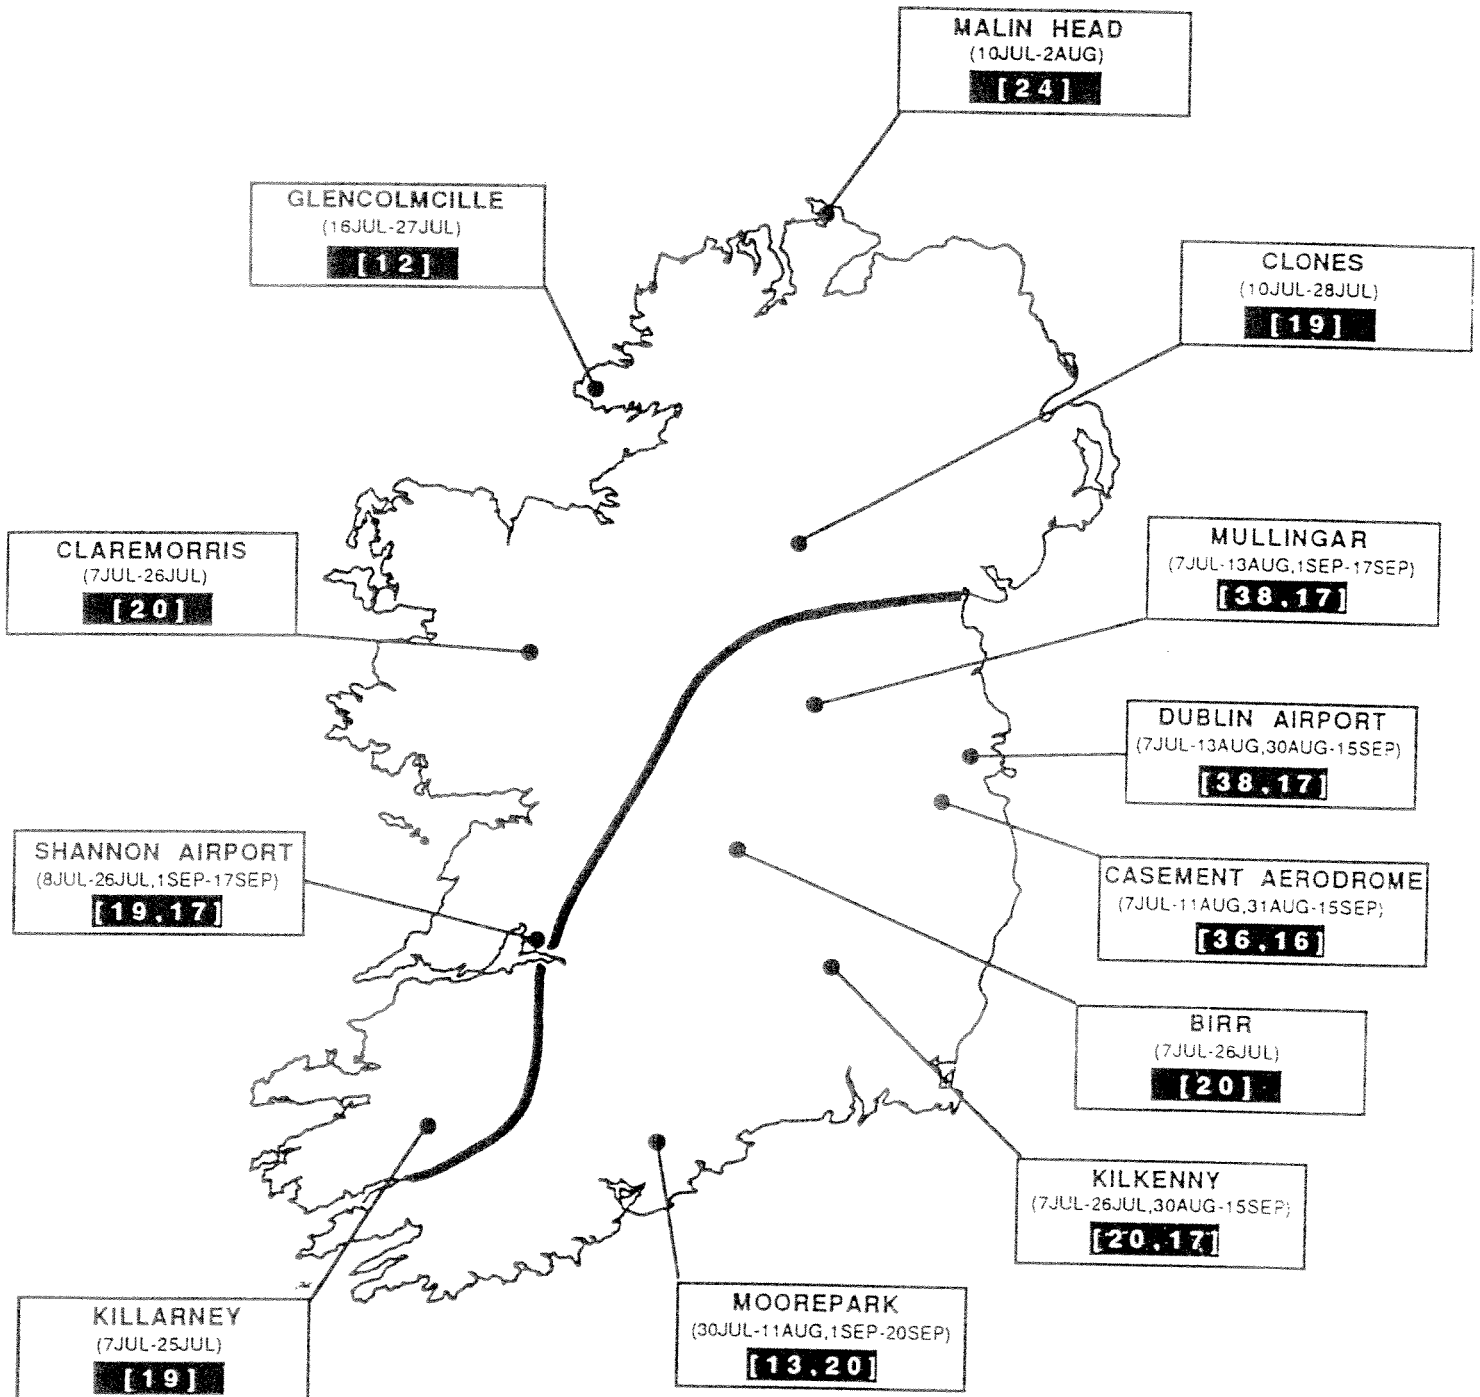 MALIN HEAD
(10JUL-2AUG)
[24]
GLENCOLMCILLE
(16JUL-27JUL)
[12]
CLONES
(10JUL-28JUL)
[19]
CLAREMORRIS
(7JUL-26JUL)
[20]
MULLINGAR
(7JUL-13AUG,1SEP-17SEP)
[38.17]
DUBLIN AIRPORT
(7JUL-13AUG,30AUG-15SEP)
[38.17]
SHANNON AIRPORT
(8JUL-26JUL,1SEP-17SEP)
[19.17]
CASEMENT AERODROME
(7JUL-11AUG,31AUG-15SEP)
[36.16]
BIRR
(7JUL-26JUL)
[20]
KILKENNY
(7JUL-26JUL,30AUG-15SEP)
[20.17]
KILLARNEY
(7JUL-25JUL)
[19]
MOOREPARK
(30JUL-11AUG,1SEP-20SEP)
[13.20]